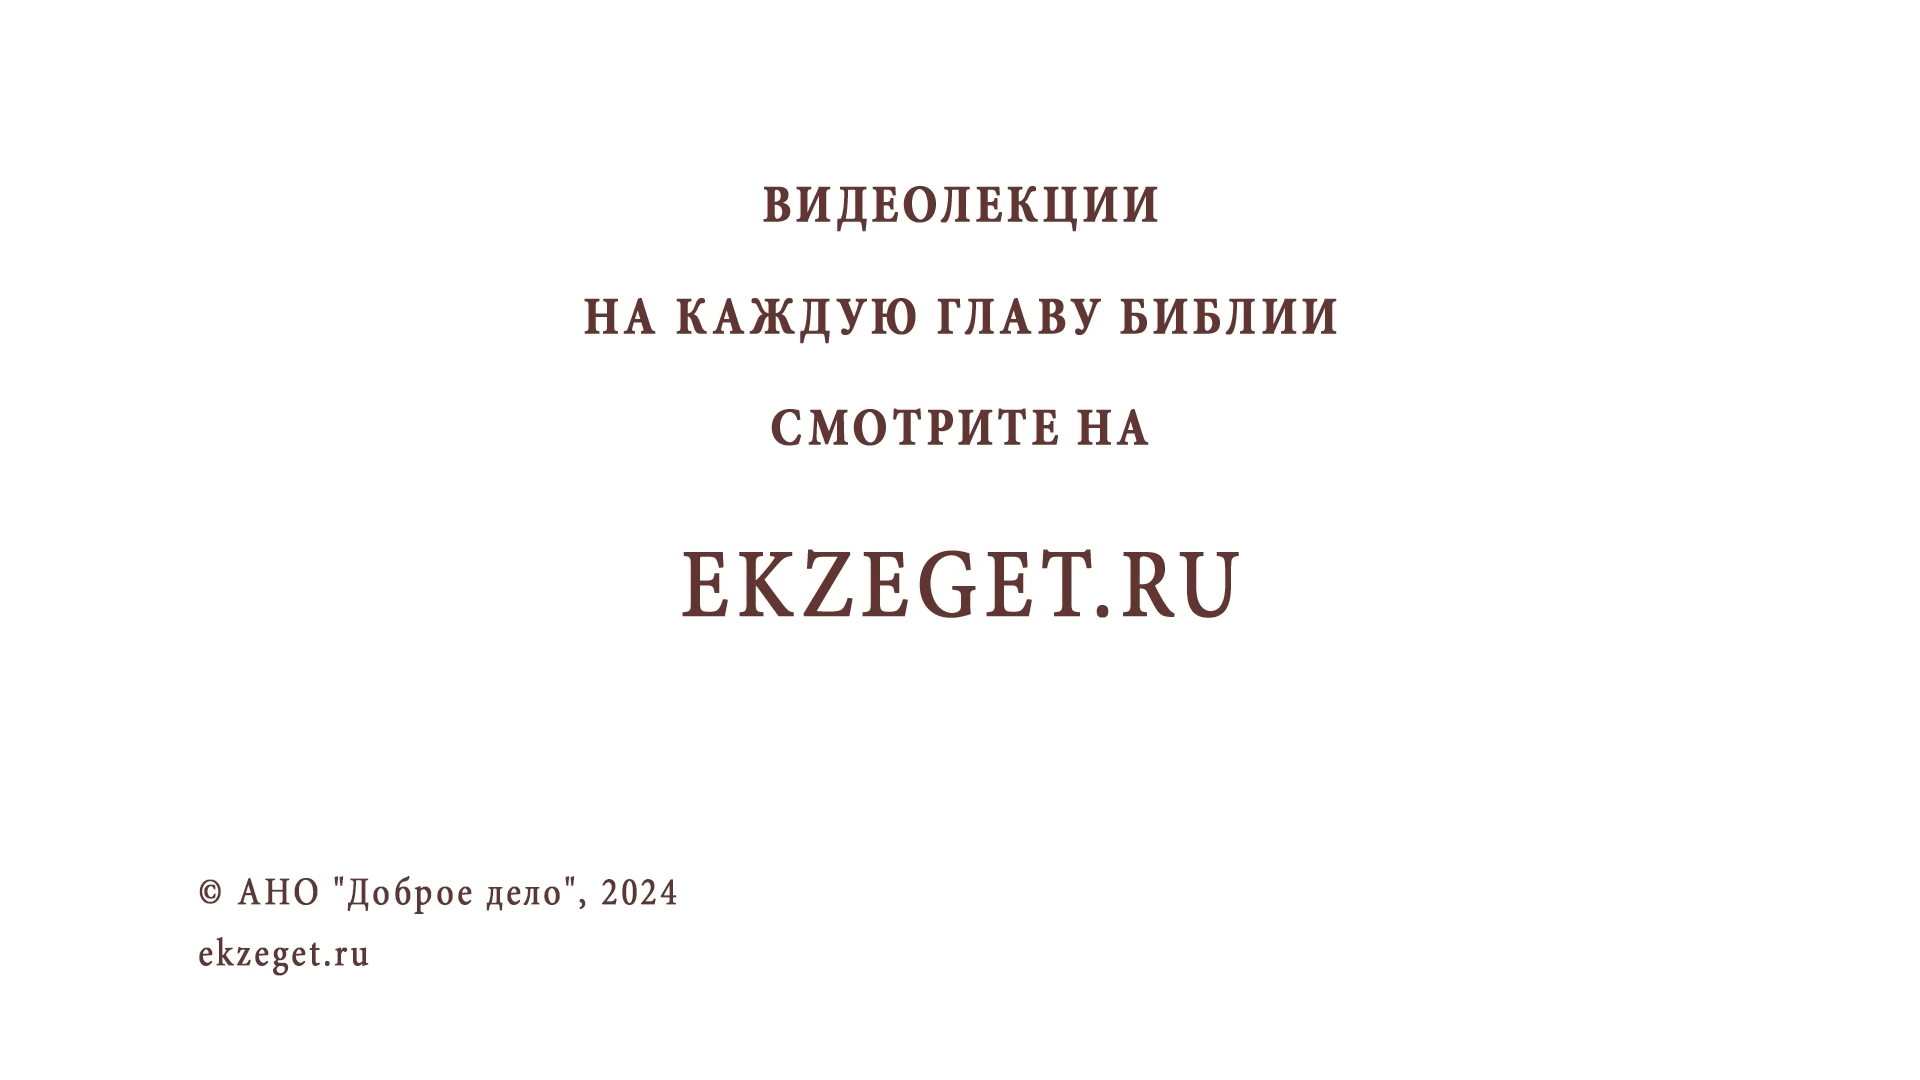 ВИДЕОЛЕКЦИИ
НА КАЖДУЮ ГЛАВУ БИБЛИИ
СМОТРИТЕ НА
EKZEGET.RU
© АНО "Доброе дело", 2024
ekzeget.ru